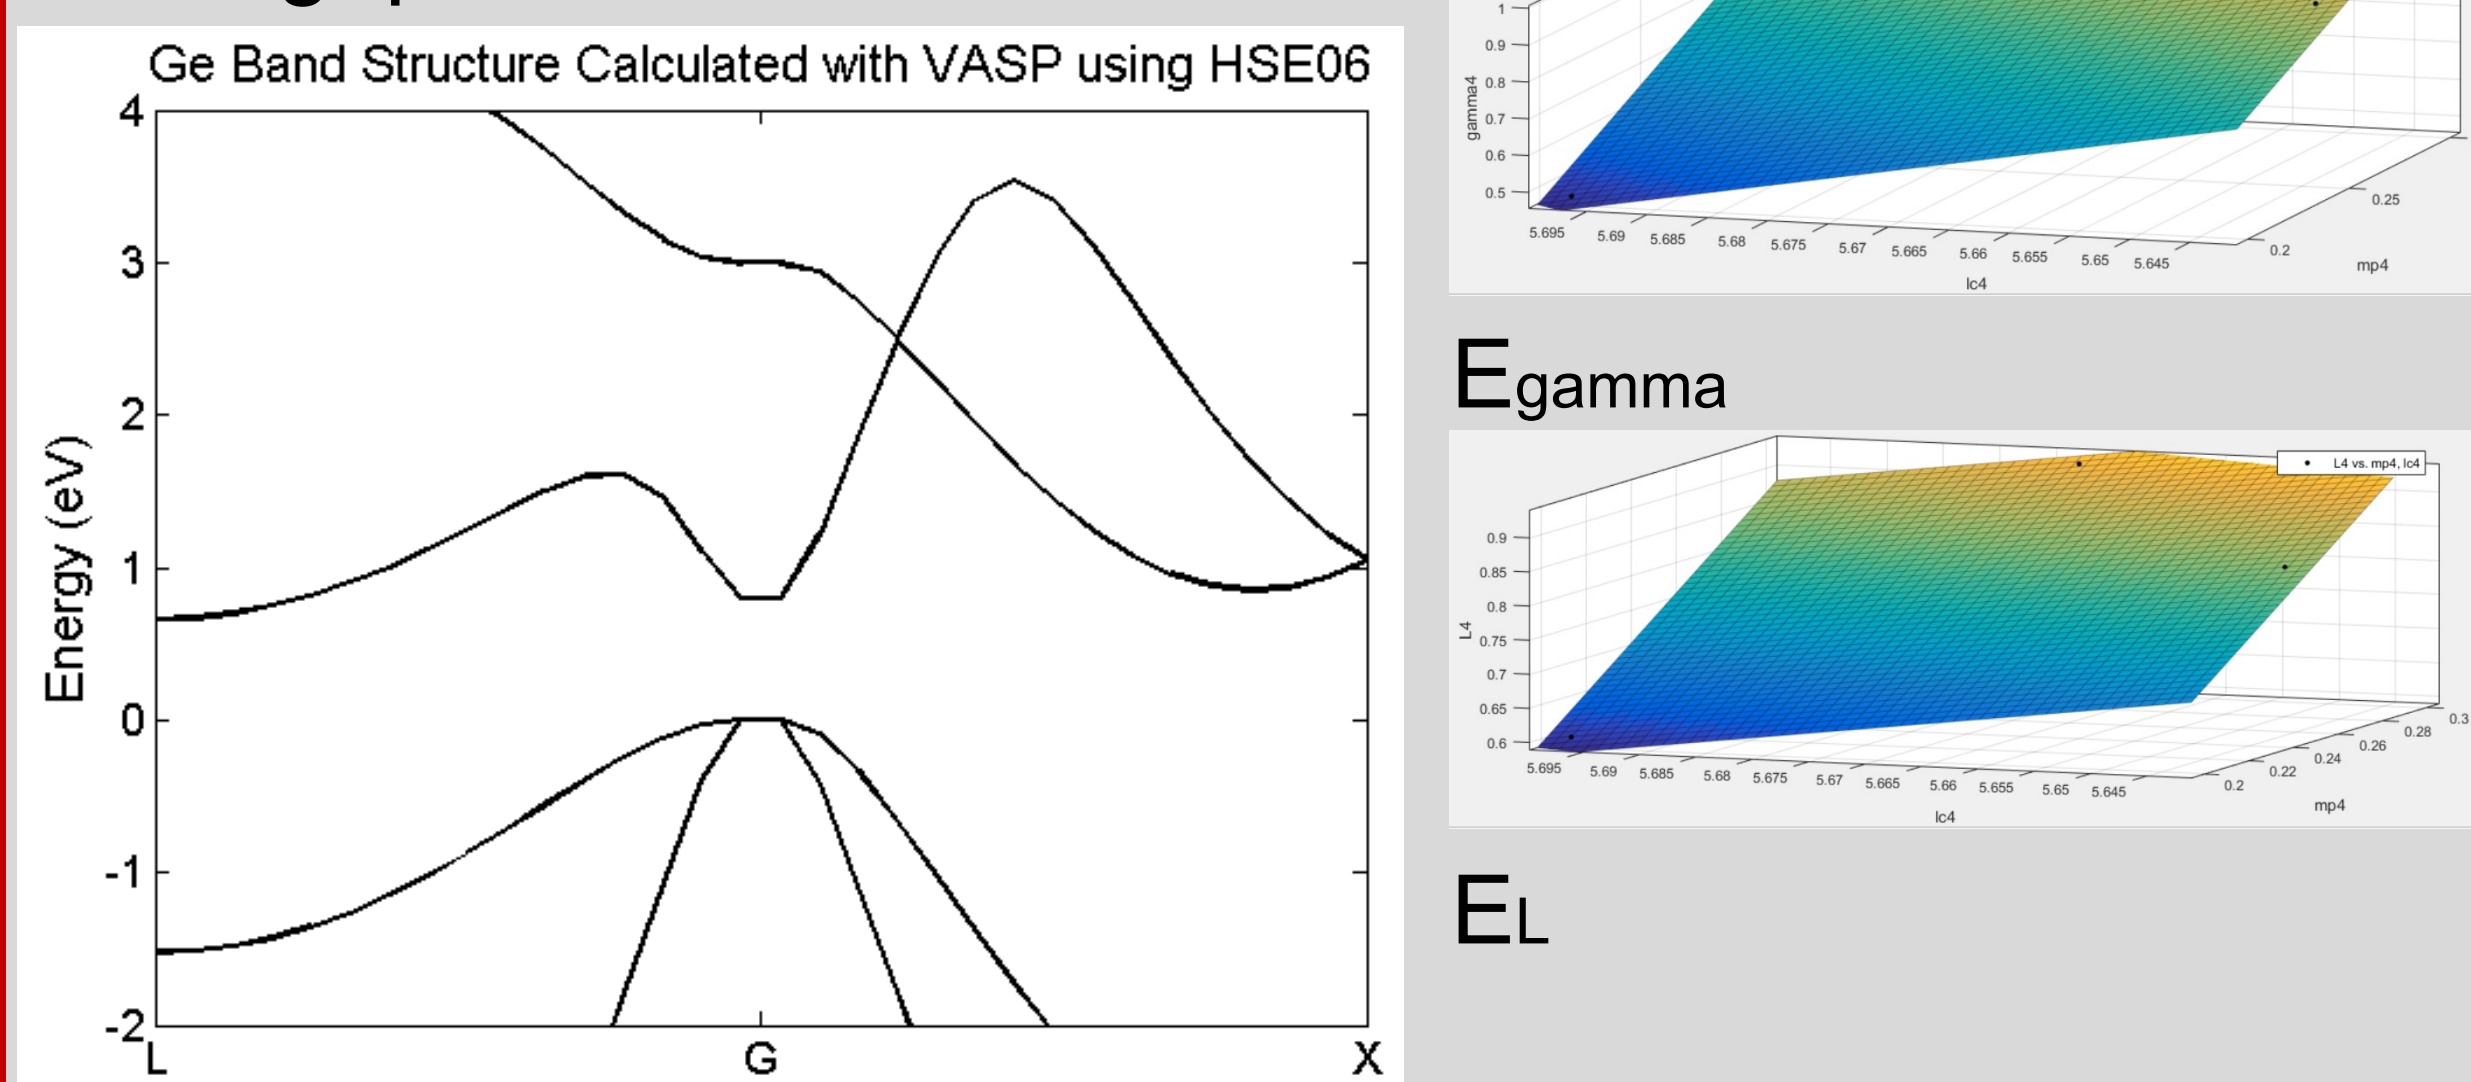 Ge Band Structure Calculated with VASP using HSE06
4
3
2
1
0
-1
-2
Energy (eV)
L G X
1
0.9
0.8
0.7
0.6
0.5
gamma4
5.695 5.69 5.685 5.68 5.675 5.67 5.665 5.66 5.655 5.65 5.645
lc4
0.2 0.25
mp4
Egamma
L4 vs. mp4, lc4
0.9
0.85
0.8
0.75
0.7
0.65
0.6
L4
5.695 5.69 5.685 5.68 5.675 5.67 5.665 5.66 5.655 5.65 5.645
lc4
0.2 0.22 0.24 0.26 0.28 0.3
mp4
EL